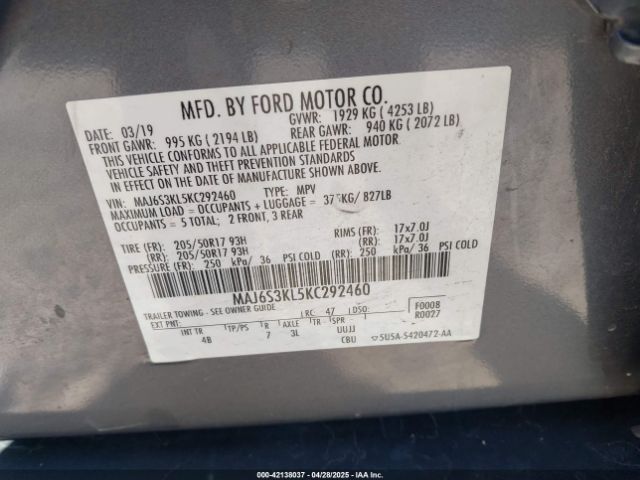 MFD. BY FORD MOTOR CO.
DATE: 03/19 GVWR: 1929 KG ( 4253 LB)
FRONT GAWR: 995 KG ( 2194 LB) REAR GAWR: 940 KG ( 2072 LB)
THIS VEHICLE CONFORMS TO ALL APPLICABLE FEDERAL MOTOR
VEHICLE SAFETY AND THEFT PREVENTION STANDARDS
IN EFFECT ON THE DATE OF MANUFACTURE SHOWN ABOVE.
VIN: MAJ6S3KL5KC292460 TYPE: MPV
MAXIMUM LOAD = OCCUPANTS + LUGGAGE = 375KG/ 827LB
OCCUPANTS = 5 TOTAL; 2 FRONT, 3 REAR
TIRE (FR): 205/50R17 93H RIMS (FR): 17x7.0J
(RR): 205/50R17 93H (RR): 17x7.0J
PRESSURE (FR): 250 kPa/ 36 PSI COLD (RR): 250 kPa/ 36 PSI COLD
MAJ6S3KL5KC292460
TRAILER TOWING - SEE OWNER GUIDE
EXT PNT: RC: 47 DSO: F0008
R0027
INT TR TP/PS R AXLE TR SPR UUJJ
4B 7 3L CBU 5U5A-5420472-AA
000-42138037 - 04/28/2025 - IAA, Inc.